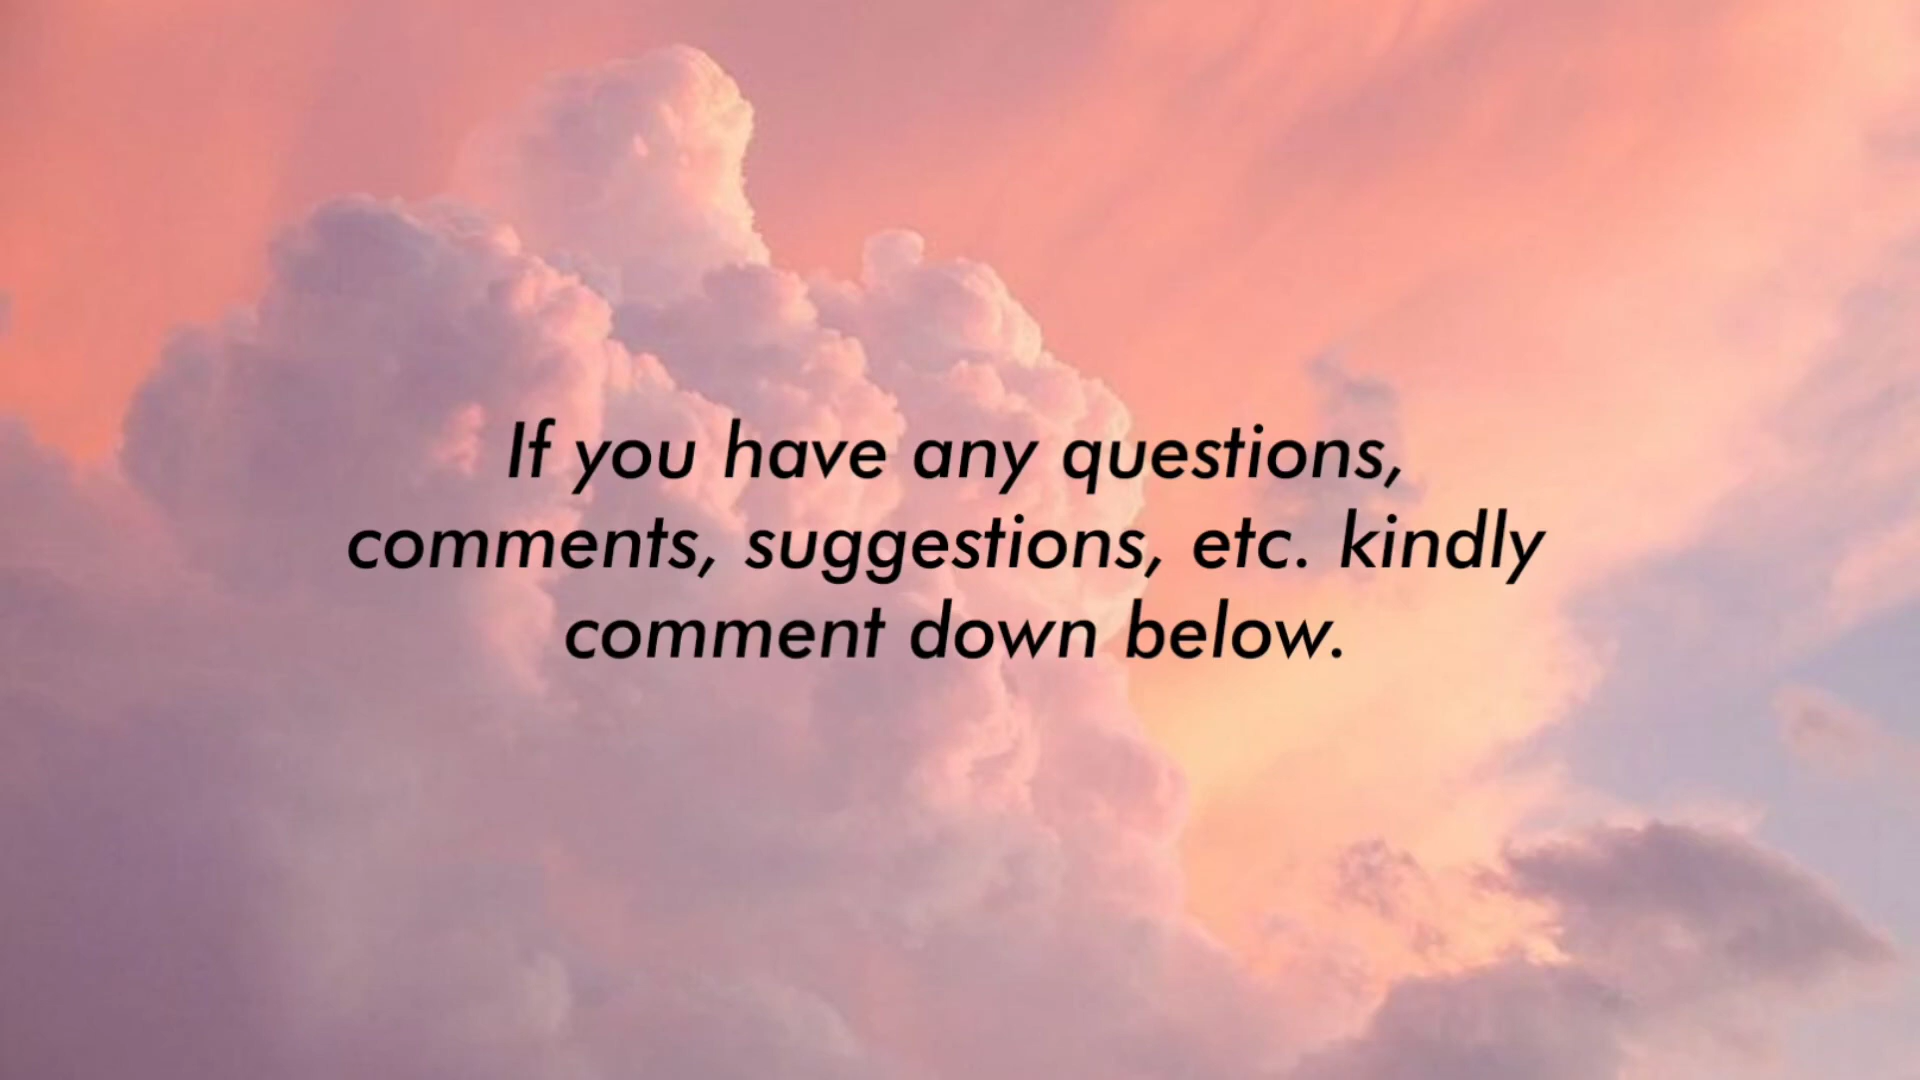 If you have any questions,
comments, suggestions, etc. kindly
comment down below.